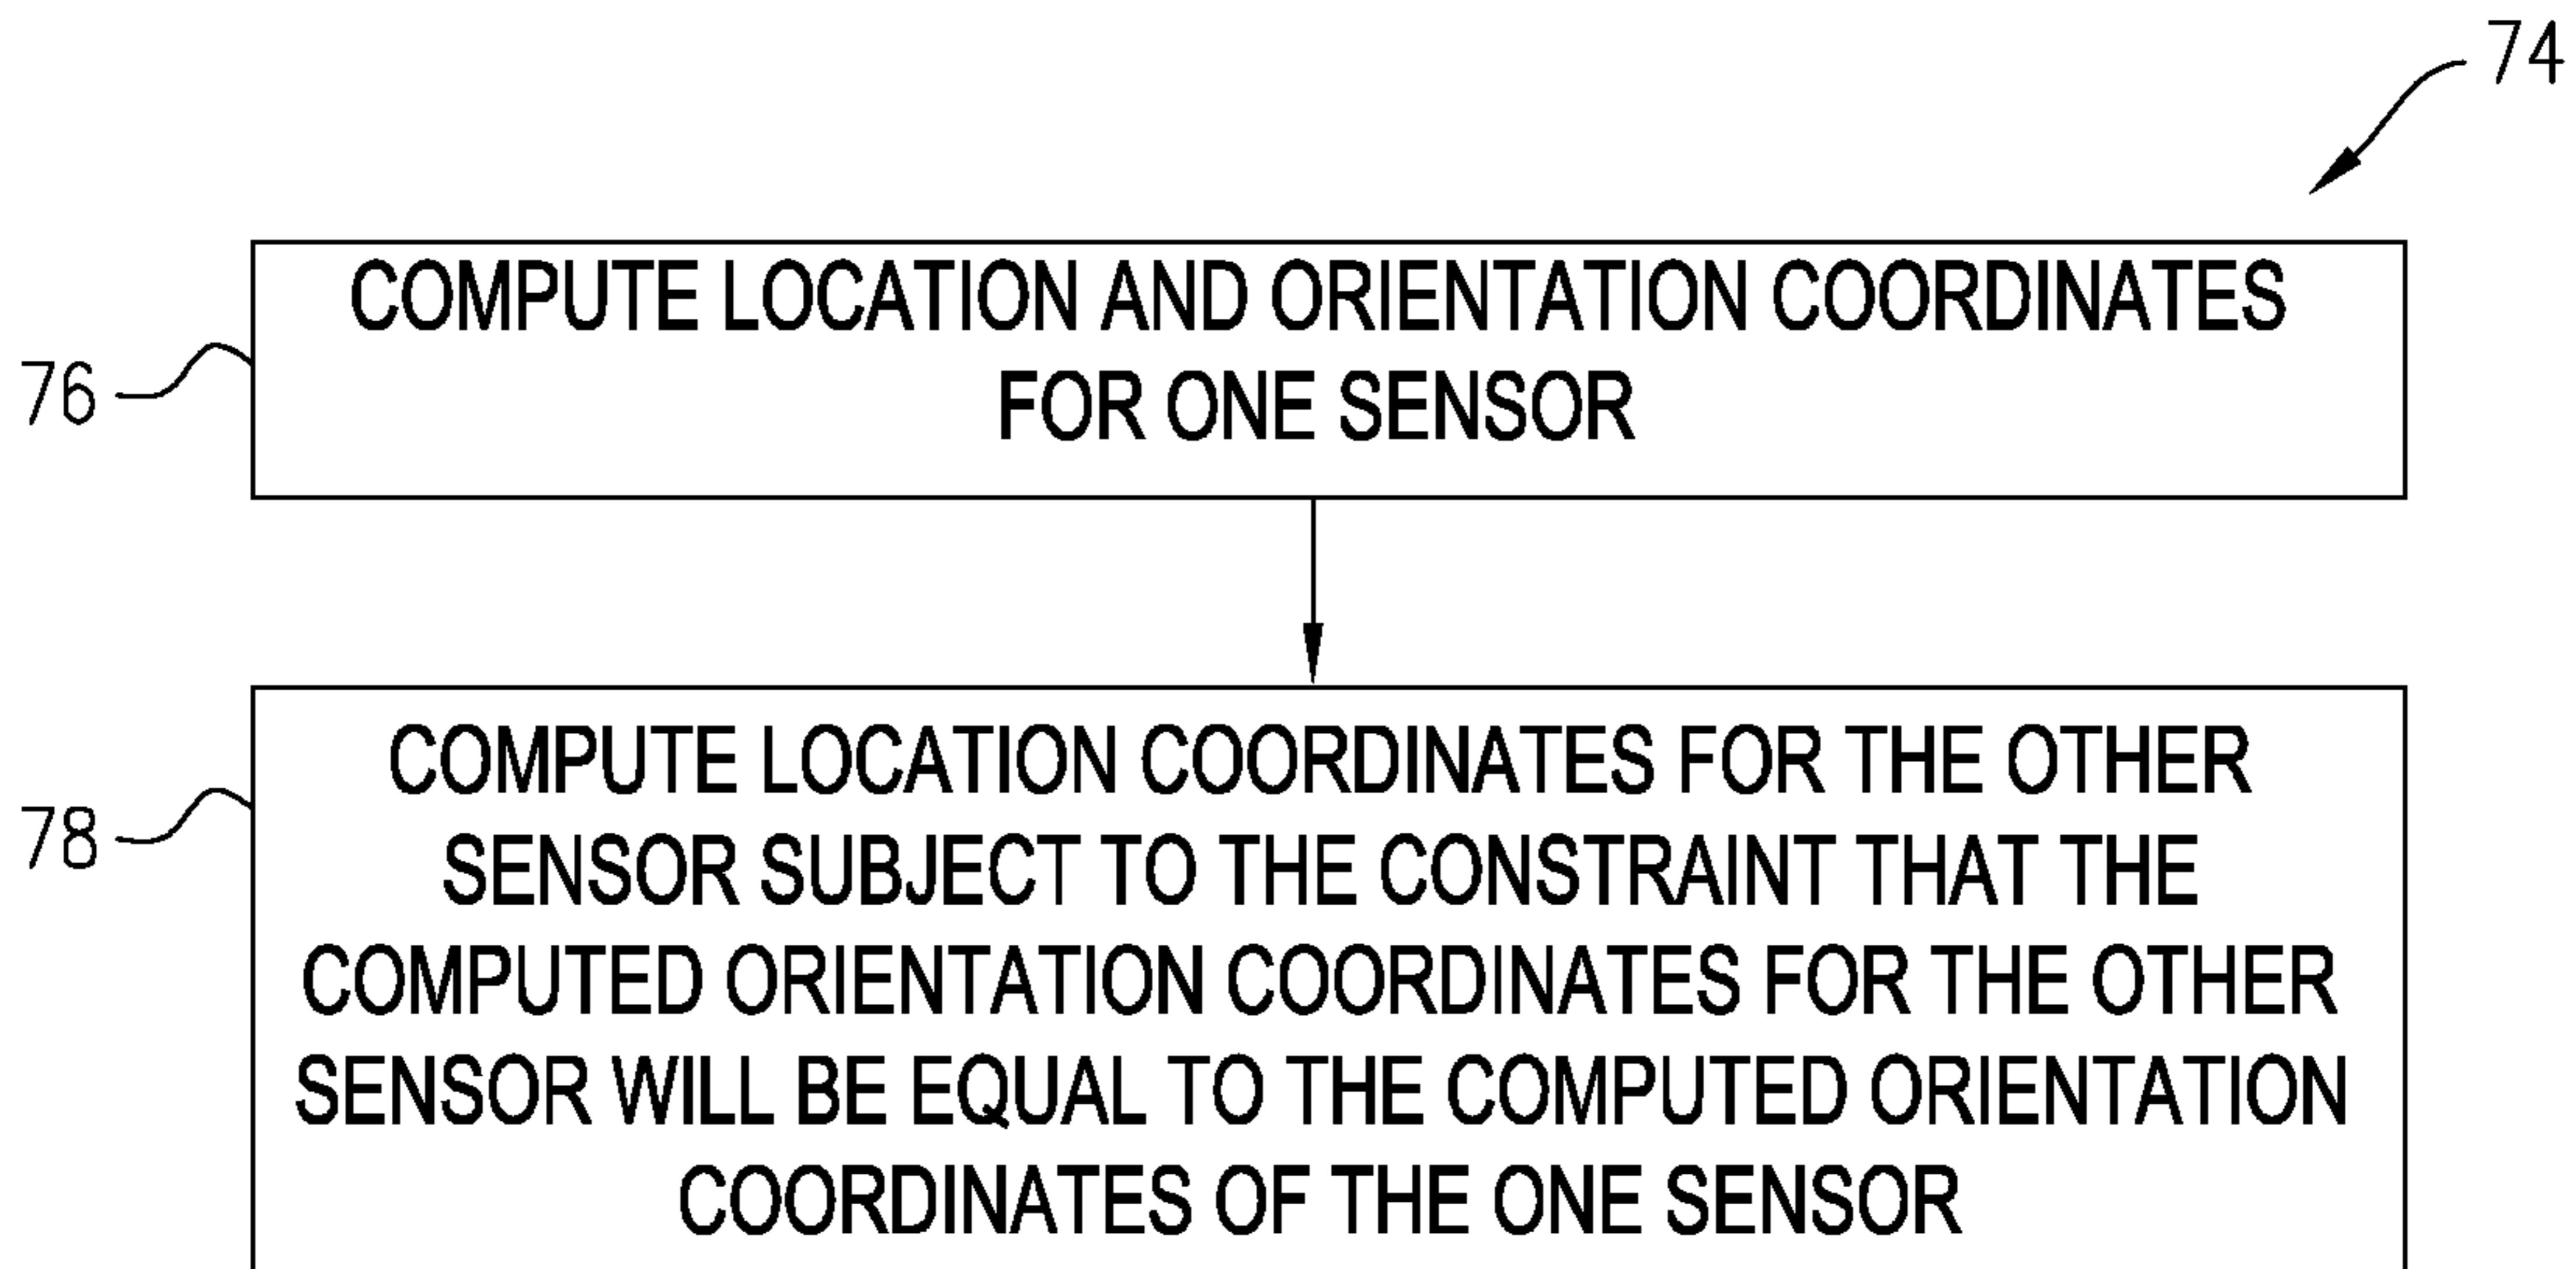 74
COMPUTE LOCATION AND ORIENTATION COORDINATES
FOR ONE SENSOR
76
COMPUTE LOCATION COORDINATES FOR THE OTHER
SENSOR SUBJECT TO THE CONSTRAINT THAT THE
COMPUTED ORIENTATION COORDINATES FOR THE OTHER
SENSOR WILL BE EQUAL TO THE COMPUTED ORIENTATION
COORDINATES OF THE ONE SENSOR
78